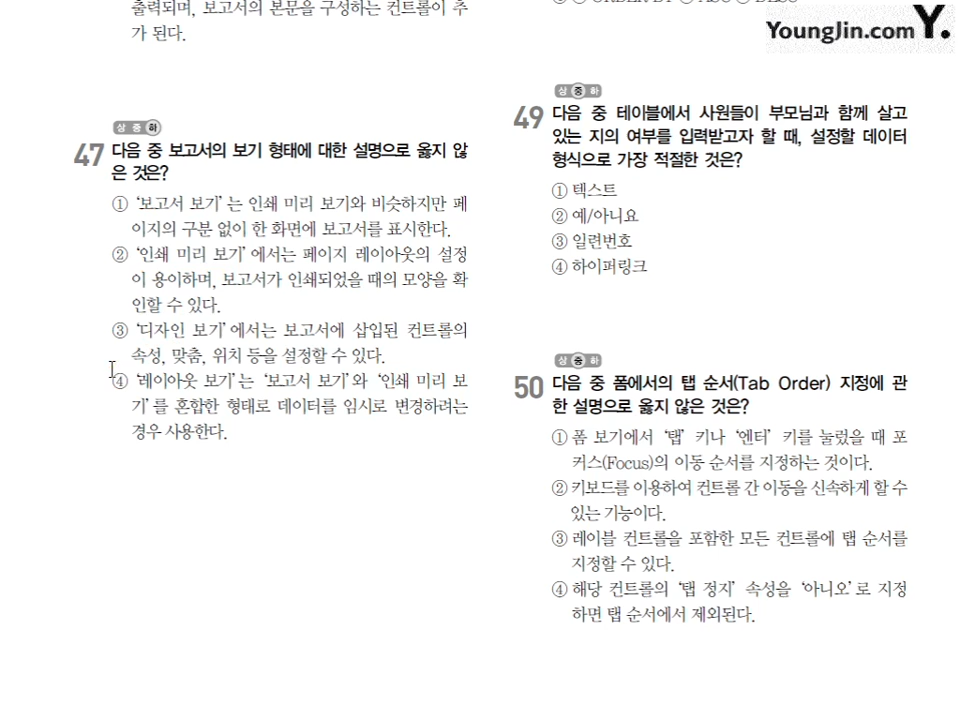 출력되며, 보고서의 본문을 구성하는 컨트롤이 추
가 된다.
상 중 하
47 다음 중 보고서의 보기 형태에 대한 설명으로 옳지 않
은 것은?
① ‘보고서 보기’는 인쇄 미리 보기와 비슷하지만 페
이지의 구분 없이 한 화면에 보고서를 표시한다.
② ‘인쇄 미리 보기’에서는 페이지 레이아웃의 설정
이 용이하며, 보고서가 인쇄되었을 때의 모양을 확
인할 수 있다.
③ ‘디자인 보기’에서는 보고서에 삽입된 컨트롤의
속성, 맞춤, 위치 등을 설정할 수 있다.
④ ‘레이아웃 보기’는 ‘보고서 보기’와 ‘인쇄 미리 보
기’를 혼합한 형태로 데이터를 임시로 변경하려는
경우 사용한다.
YoungJin.com Y.
상 중 하
49 다음 중 테이블에서 사원들이 부모님과 함께 살고
있는 지의 여부를 입력받고자 할 때, 설정할 데이터
형식으로 가장 적절한 것은?
① 텍스트
② 예/아니요
③ 일련번호
④ 하이퍼링크
상 중 하
50 다음 중 폼에서의 탭 순서(Tab Order) 지정에 관
한 설명으로 옳지 않은 것은?
① 폼 보기에서 ‘탭’ 키나 ‘엔터’ 키를 눌렀을 때 포
커스(Focus)의 이동 순서를 지정하는 것이다.
② 키보드를 이용하여 컨트롤 간 이동을 신속하게 할 수
있는 기능이다.
③ 레이블 컨트롤을 포함한 모든 컨트롤에 탭 순서를
지정할 수 있다.
④ 해당 컨트롤의 ‘탭 정지’ 속성을 ‘아니오’로 지정
하면 탭 순서에서 제외된다.